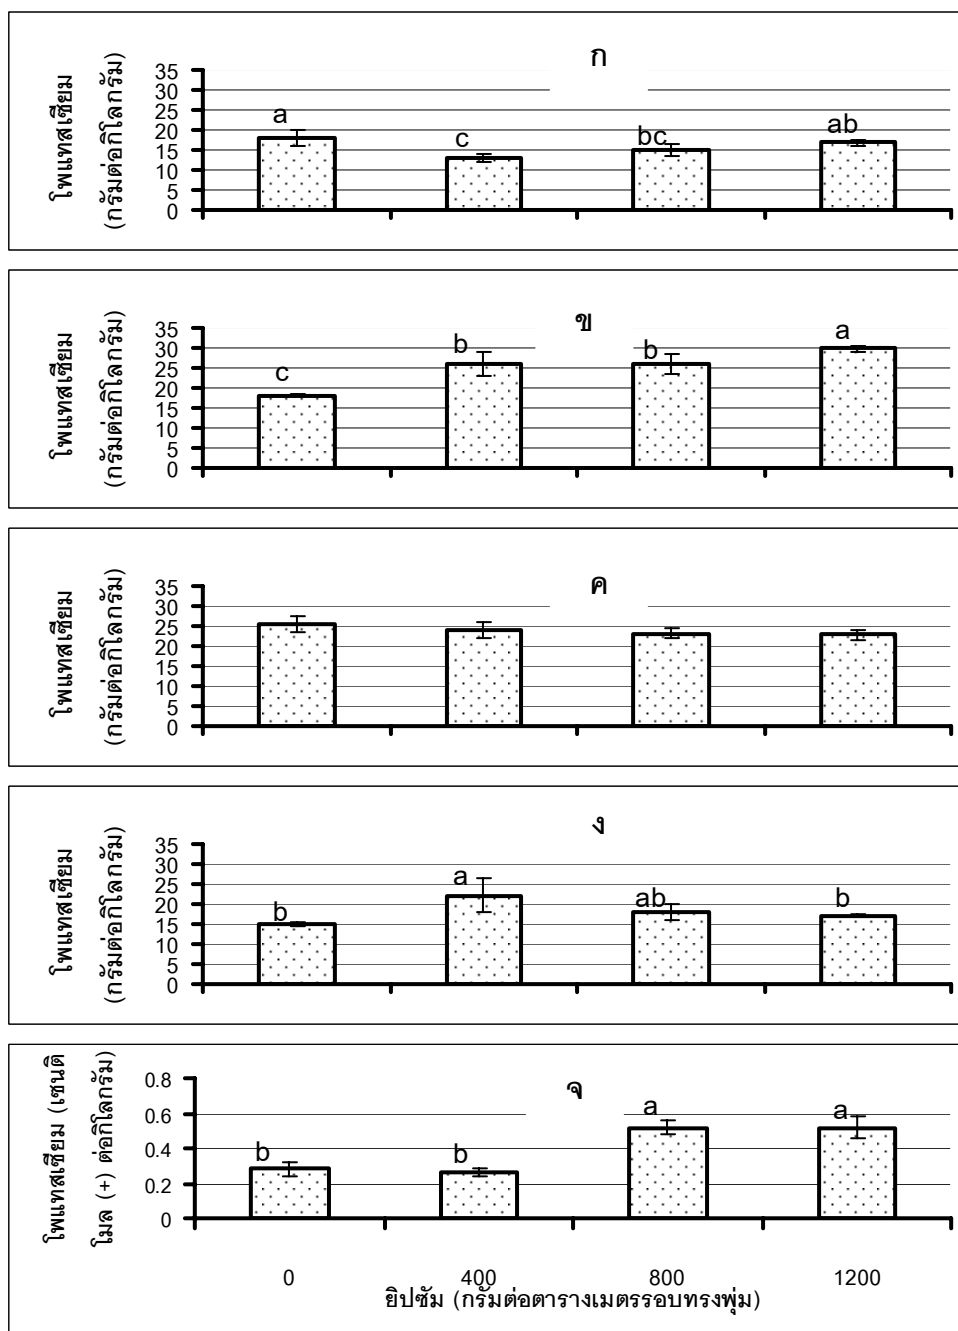 ก
โพแทสเซียม
(กรัมต่อกิโลกรัม)
35
30
25
20
15
10
5
0
a
c
bc
ab
ข
โพแทสเซียม
(กรัมต่อกิโลกรัม)
35
30
25
20
15
10
5
0
c
b
b
a
ค
โพแทสเซียม
(กรัมต่อกิโลกรัม)
35
30
25
20
15
10
5
0
ง
โพแทสเซียม
(กรัมต่อกิโลกรัม)
35
30
25
20
15
10
5
0
b
a
ab
b
จ
โพแทสเซียม (เซนติ
โมล (+) ต่อกิโลกรัม)
0.8
0.6
0.4
0.2
0
b
b
a
a
0 400 800 1200
ยิปซัม (กรัมต่อตารางเมตรรอบทรงพุ่ม)